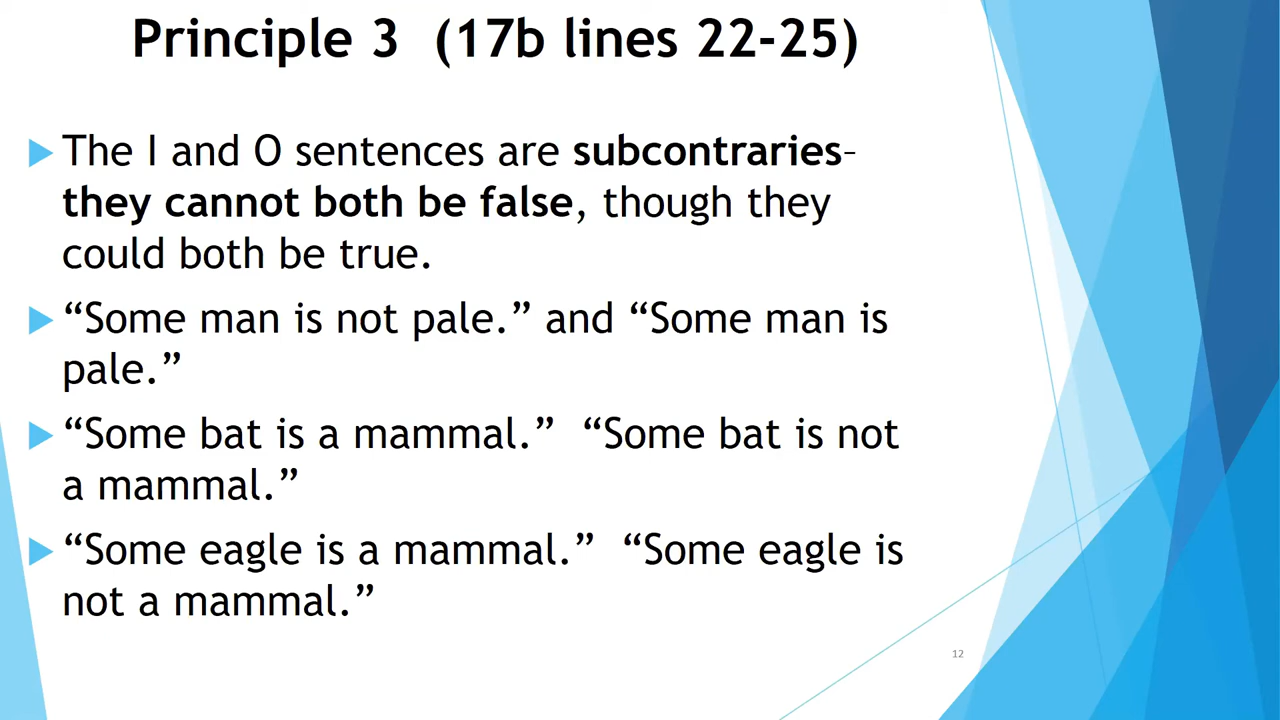 Principle 3  (17b lines 22-25)
The I and O sentences are subcontraries–
they cannot both be false, though they
could both be true.
“Some man is not pale.” and “Some man is
pale.”
“Some bat is a mammal.”  “Some bat is not
a mammal.”
“Some eagle is a mammal.”  “Some eagle is
not a mammal.”
12